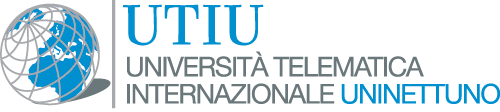 UTIU
UNIVERSITÀ TELEMATICA
INTERNAZIONALE UNINETTUNO